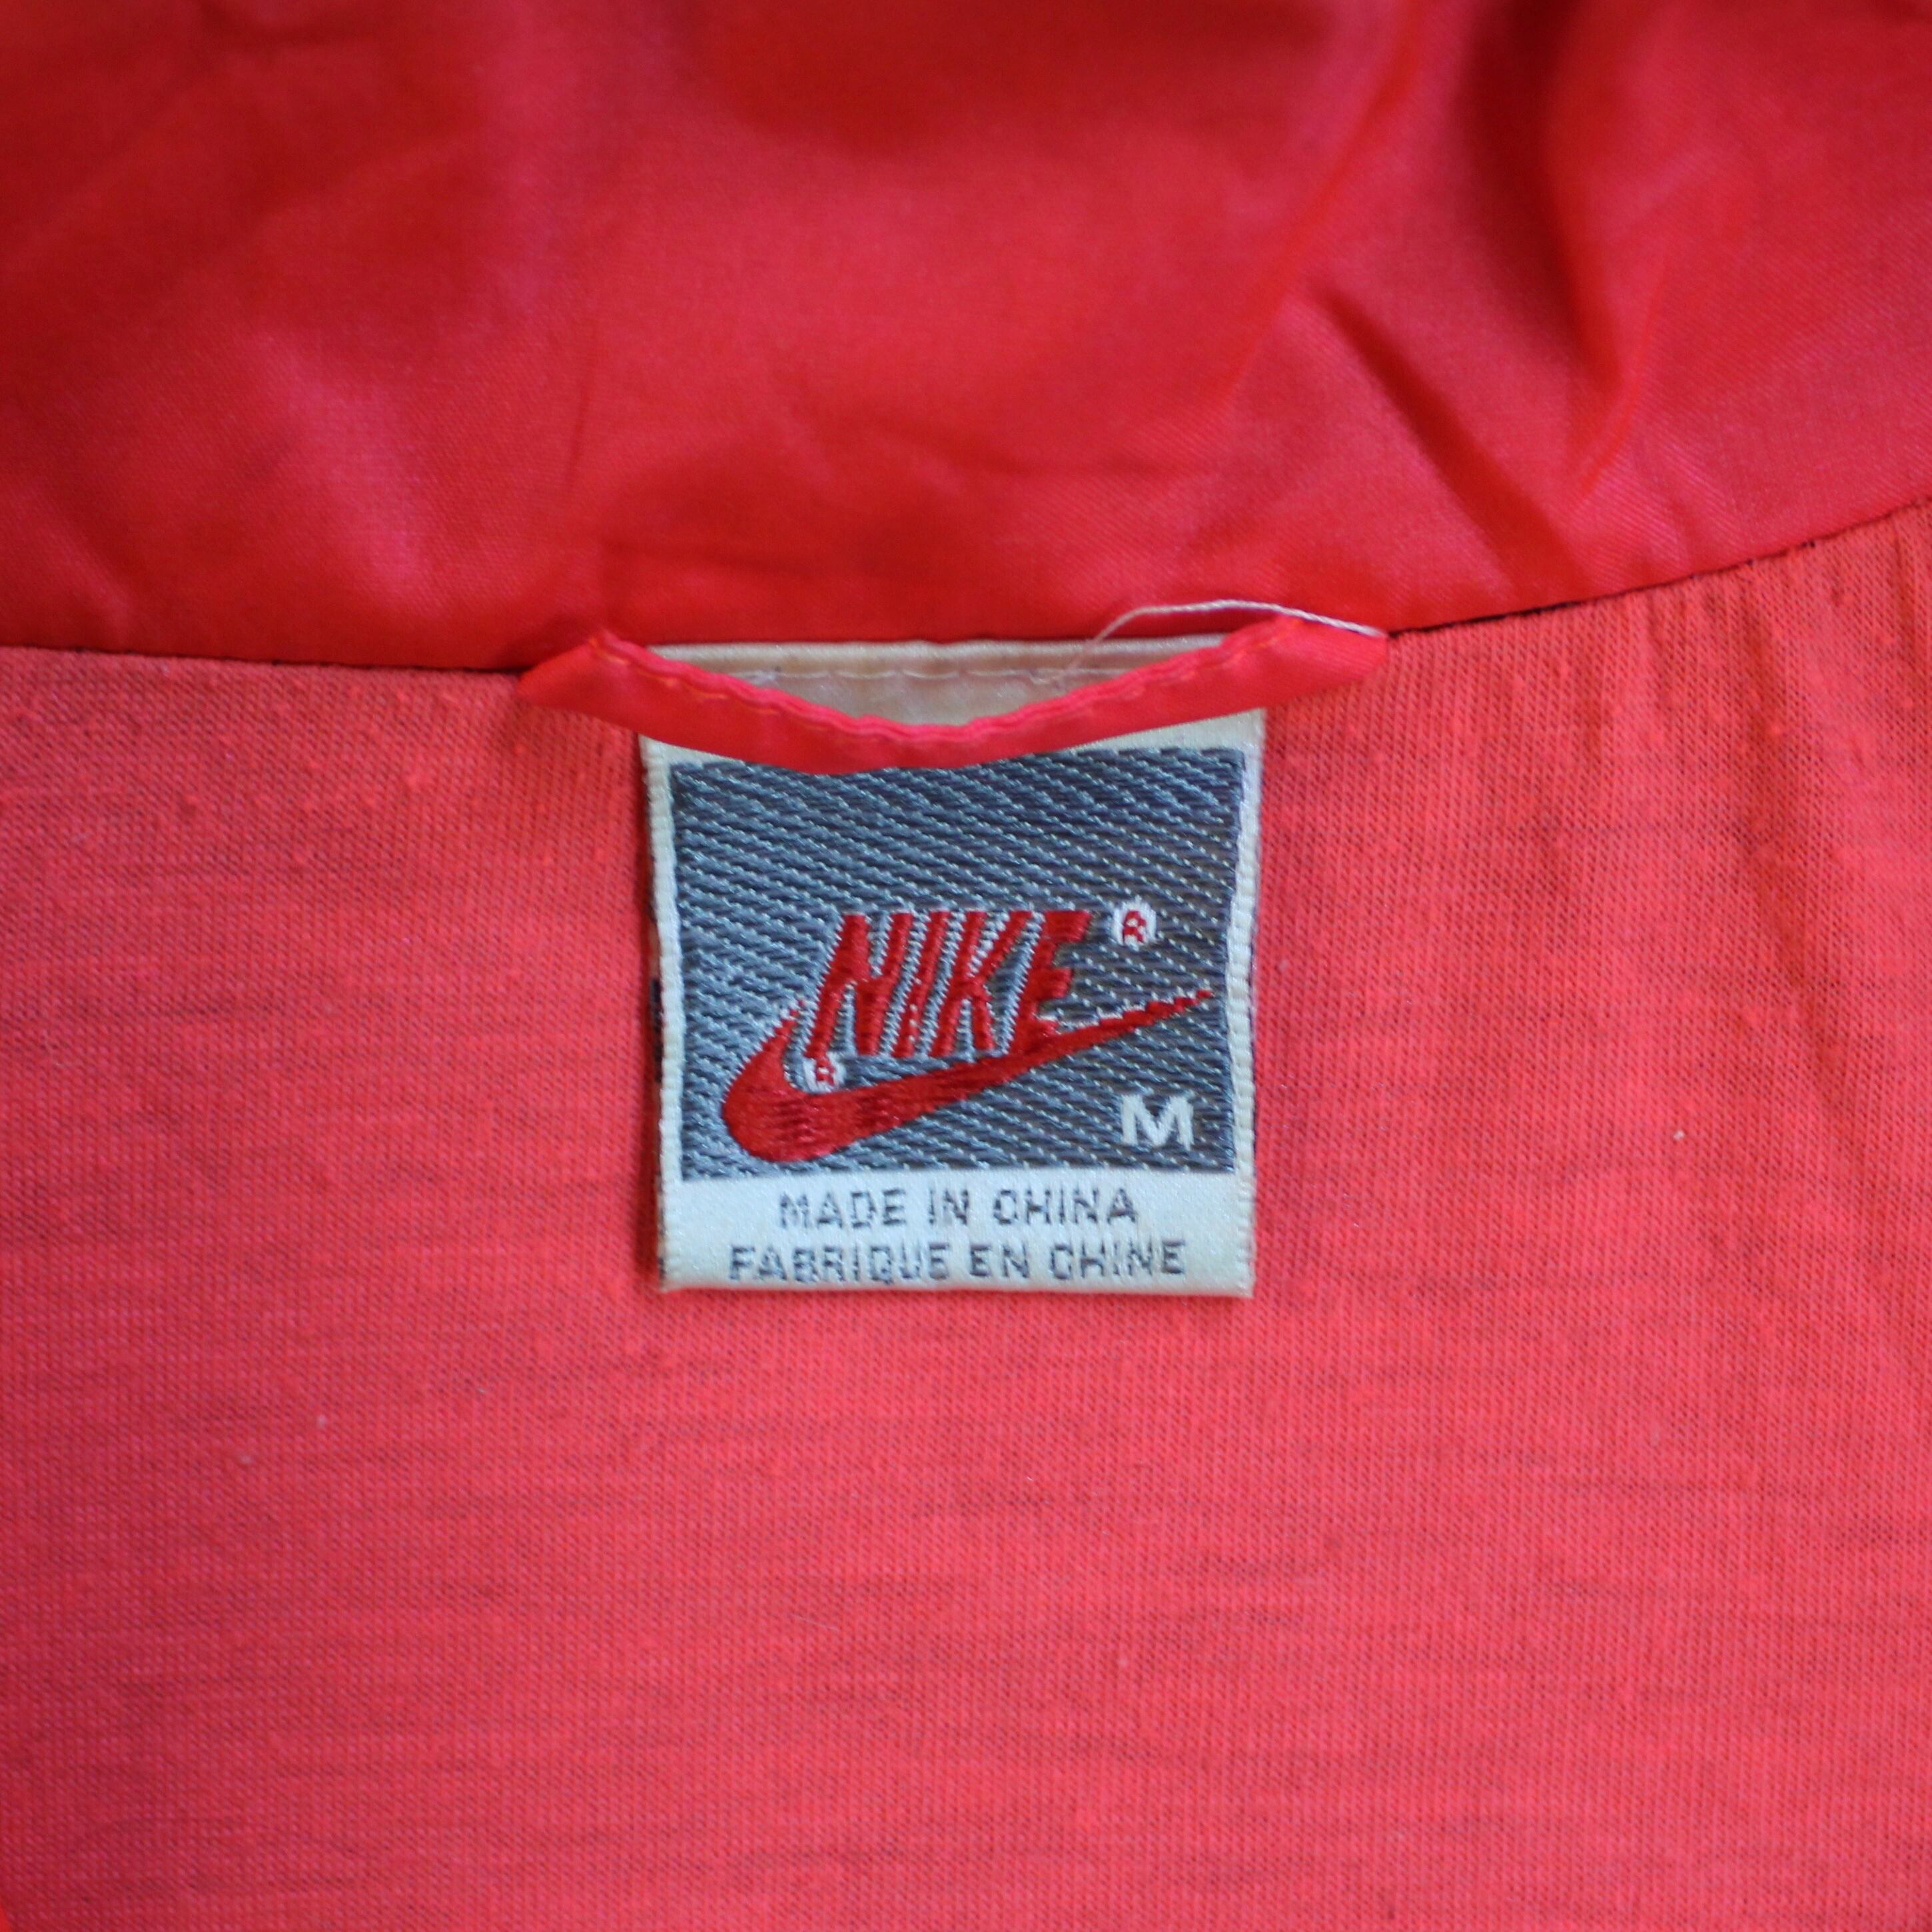 NIKE ®
®
M
MADE IN CHINA
FABRIQUE EN CHINE